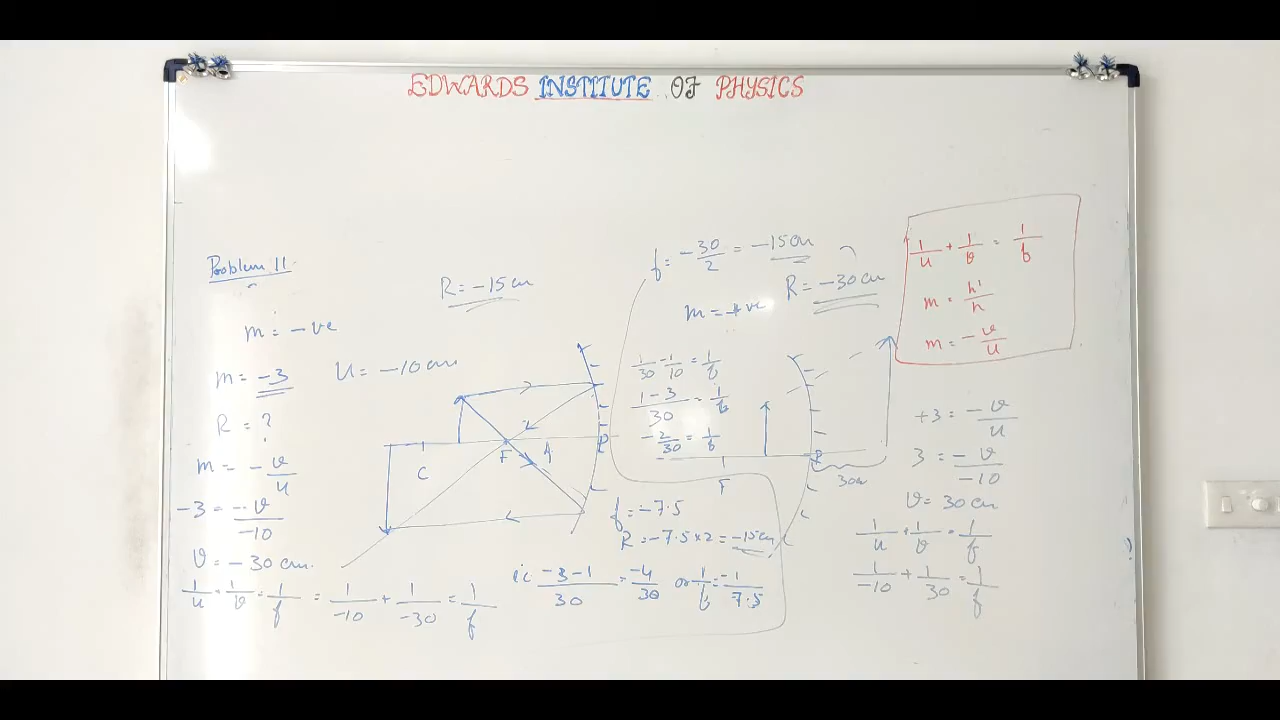 EDWARDS INSTITUTE OF PHYSICS
Problem 11
m = -ve
m = -3
R = ?
m = -v/u
-3 = -v/-10
v = -30 cm.
1/u + 1/v = 1/f = 1/-10 + 1/-30 = 1/f
R = -15 cm
u = -10 cm
C
F
P
ie -3-1/30 = -4/30 or 1/f = -1/7.5
f = -7.5
R = -7.5 x 2 = -15 cm
f = -30/2 = -15 cm
R = -30 cm
m = +ve
1/30 - 1/10 = 1/f
1-3/30 = 1/f
-2/30 = 1/f
F
P
30cm
1/u + 1/v = 1/f
m = h'/h
m = -v/u
+3 = -v/u
3 = -v/-10
v = 30 cm
1/u + 1/v = 1/f
1/-10 + 1/30 = 1/f